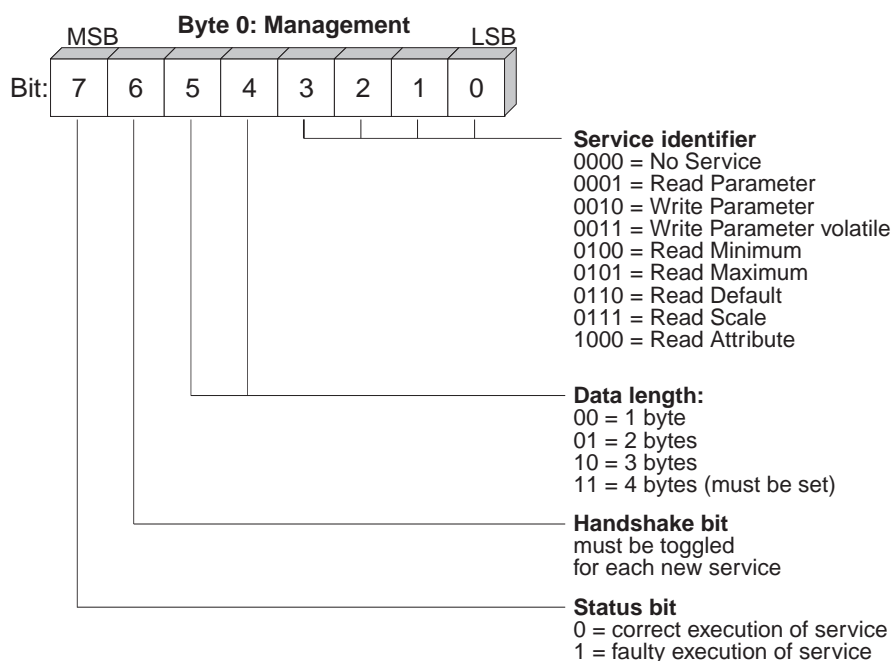 Byte 0: Management
MSB LSB
Bit: 7 6 5 4 3 2 1 0
Service identifier
0000 = No Service
0001 = Read Parameter
0010 = Write Parameter
0011 = Write Parameter volatile
0100 = Read Minimum
0101 = Read Maximum
0110 = Read Default
0111 = Read Scale
1000 = Read Attribute
Data length:
00 = 1 byte
01 = 2 bytes
10 = 3 bytes
11 = 4 bytes (must be set)
Handshake bit
must be toggled
for each new service
Status bit
0 = correct execution of service
1 = faulty execution of service